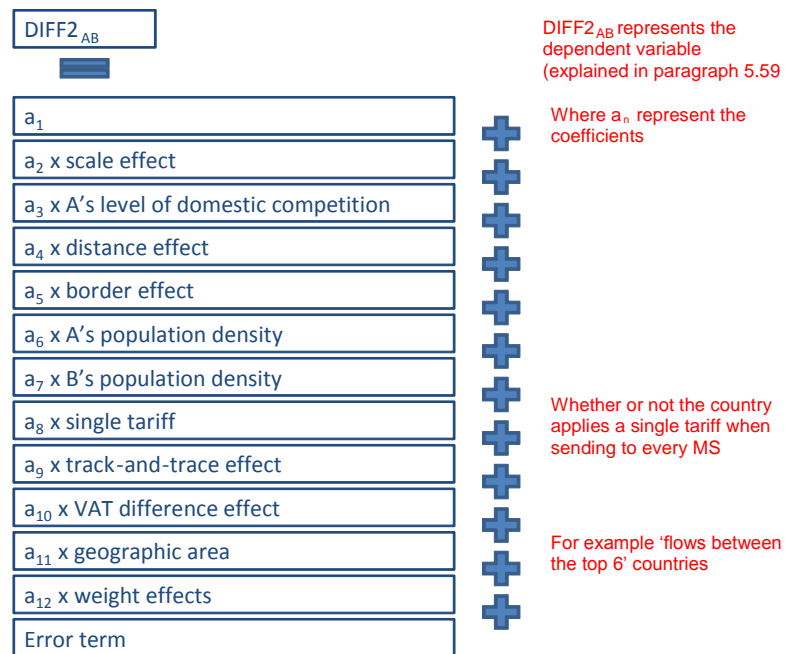 DIFF2 AB
DIFF2AB represents the
dependent variable
(explained in paragraph 5.59
a1
Where an represent the
coefficients
a2 x scale effect
a3 x A's level of domestic competition
a4 x distance effect
a5 x border effect
a6 x A's population density
a7 x B's population density
a8 x single tariff
Whether or not the country
applies a single tariff when
sending to every MS
a9 x track-and-trace effect
a10 x VAT difference effect
a11 x geographic area
For example ‘flows between
the top 6’ countries
a12 x weight effects
Error term